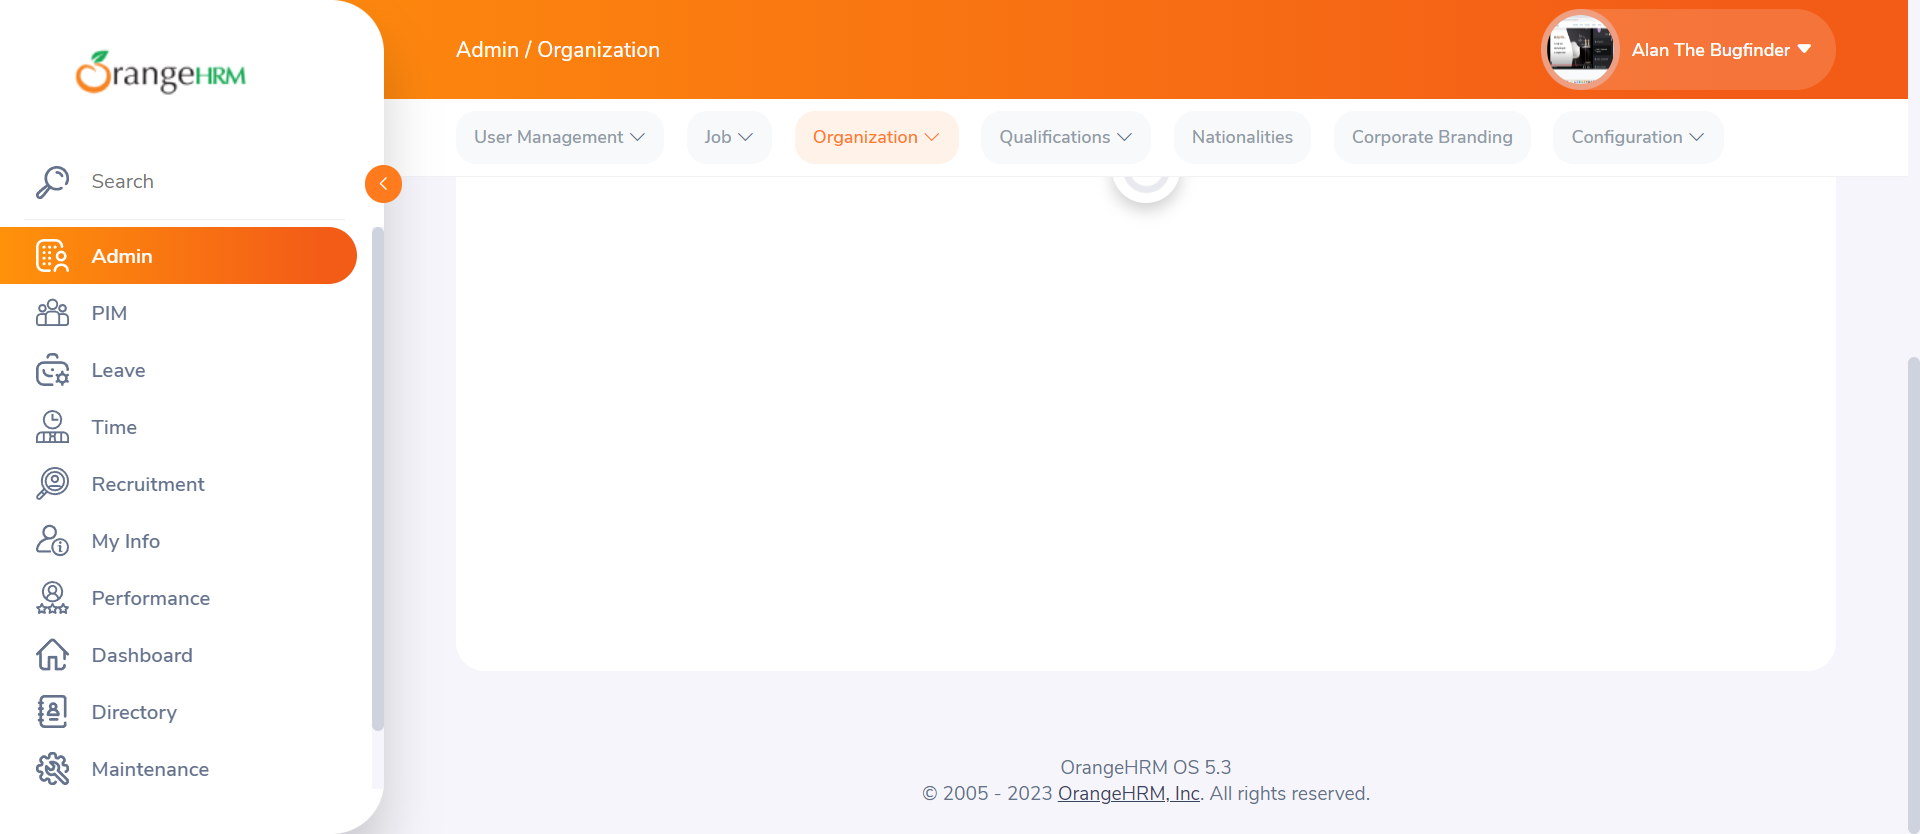 OrangeHRM
Admin / Organization
Alan The Bugfinder
User Management
Job
Organization
Qualifications
Nationalities
Corporate Branding
Configuration
Search
Admin
PIM
Leave
Time
Recruitment
My Info
Performance
Dashboard
Directory
Maintenance
OrangeHRM OS 5.3
© 2005 - 2023 OrangeHRM, Inc. All rights reserved.